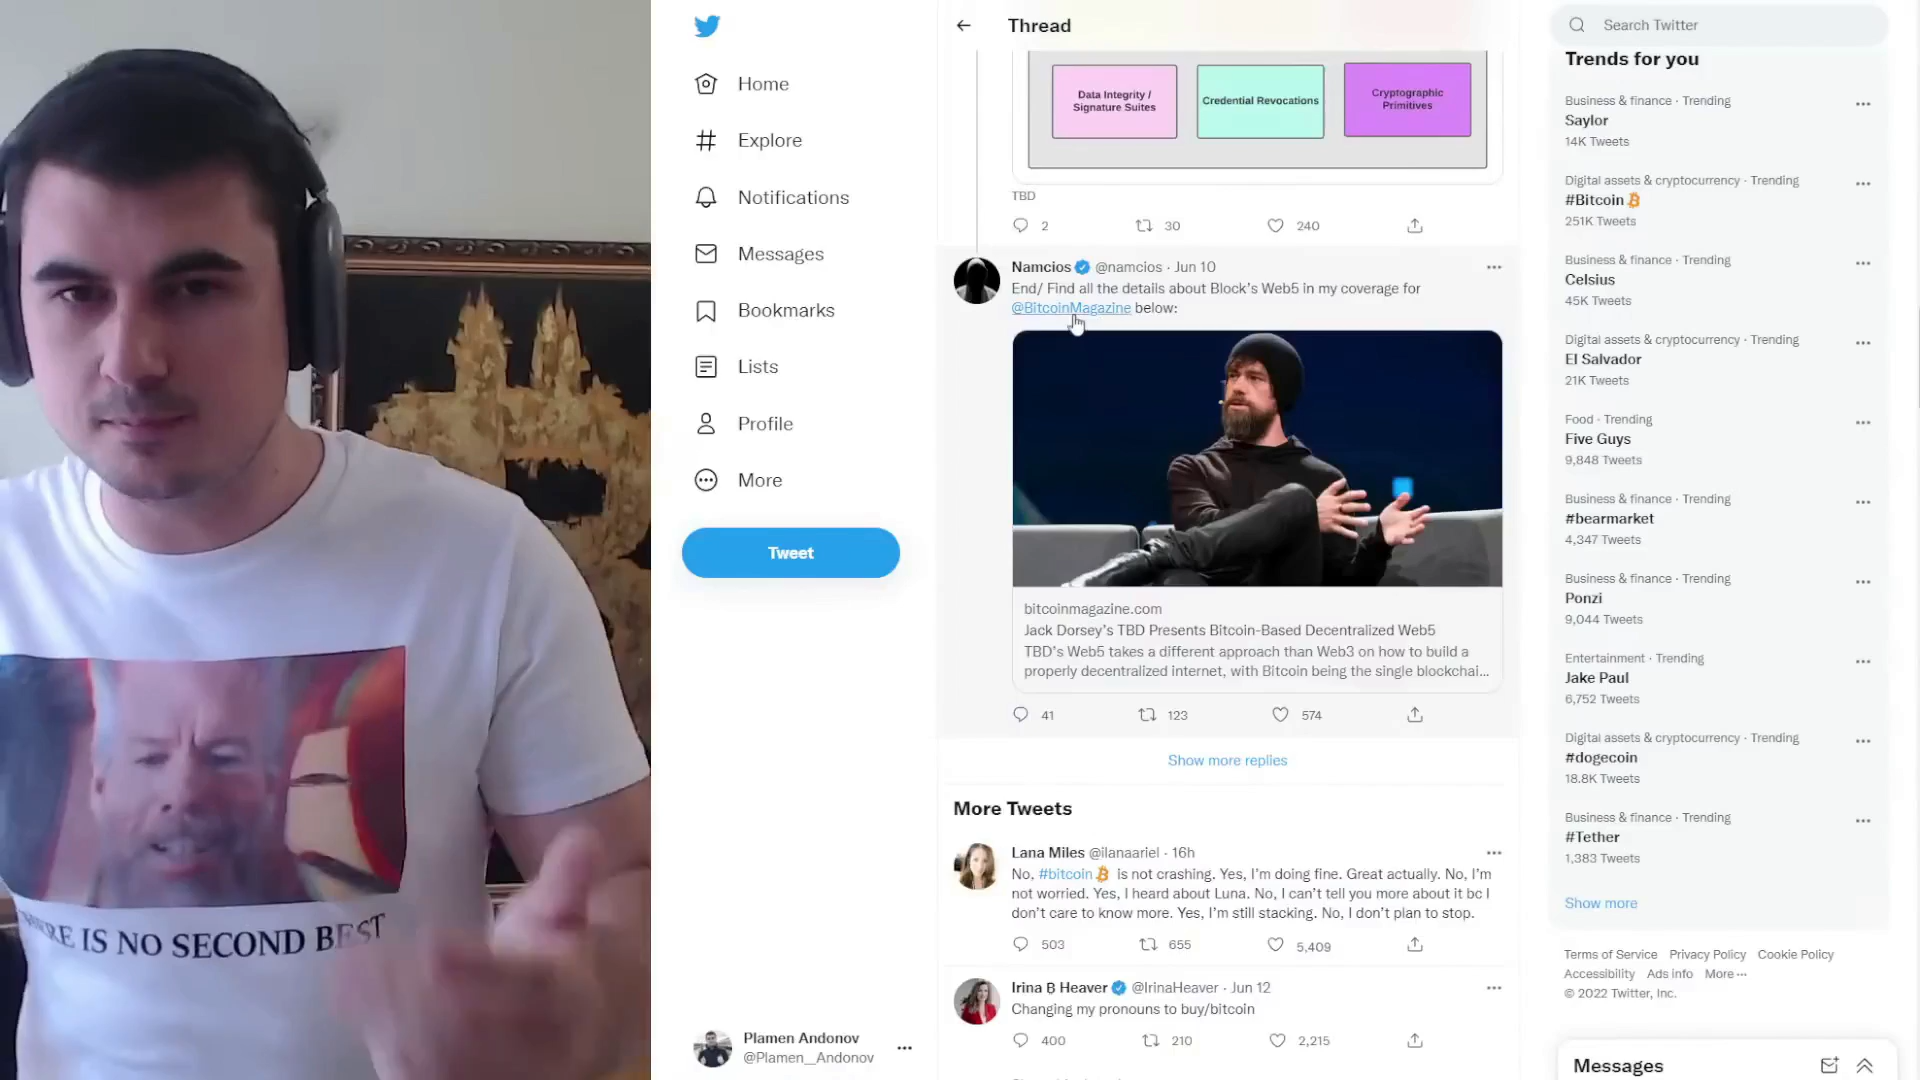 Home
Explore
Notifications
Messages
Bookmarks
Lists
Profile
More
Tweet
Plamen Andonov
@Plamen__Andonov
Thread
Data Integrity /
Signature Suites
Credential Revocations
Cryptographic
Primitives
TBD
2 30 240
Namcios @namcios · Jun 10
End/ Find all the details about Block's Web5 in my coverage for
@BitcoinMagazine below:
bitcoinmagazine.com
Jack Dorsey's TBD Presents Bitcoin-Based Decentralized Web5
TBD's Web5 takes a different approach than Web3 on how to build a
properly decentralized internet, with Bitcoin being the single blockchai...
41 123 574
Show more replies
More Tweets
Lana Miles @ilanaariel · 16h
No, #bitcoin is not crashing. Yes, I'm doing fine. Great actually. No, I'm
not worried. Yes, I heard about Luna. No, I can't tell you more about it bc I
don't care to know more. Yes, I'm still stacking. No, I don't plan to stop.
503 655 5,409
Irina B Heaver @IrinaHeaver · Jun 12
Changing my pronouns to buy/bitcoin
400 210 2,215
Search Twitter
Trends for you
Business & finance · Trending
Saylor
14K Tweets
Digital assets & cryptocurrency · Trending
#Bitcoin
251K Tweets
Business & finance · Trending
Celsius
45K Tweets
Digital assets & cryptocurrency · Trending
El Salvador
21K Tweets
Food · Trending
Five Guys
9,848 Tweets
Business & finance · Trending
#bearmarket
4,347 Tweets
Business & finance · Trending
Ponzi
9,044 Tweets
Entertainment · Trending
Jake Paul
6,752 Tweets
Digital assets & cryptocurrency · Trending
#dogecoin
18.8K Tweets
Business & finance · Trending
#Tether
1,383 Tweets
Show more
Terms of Service Privacy Policy Cookie Policy
Accessibility Ads info More ···
© 2022 Twitter, Inc.
Messages
IS NO SECOND BEST